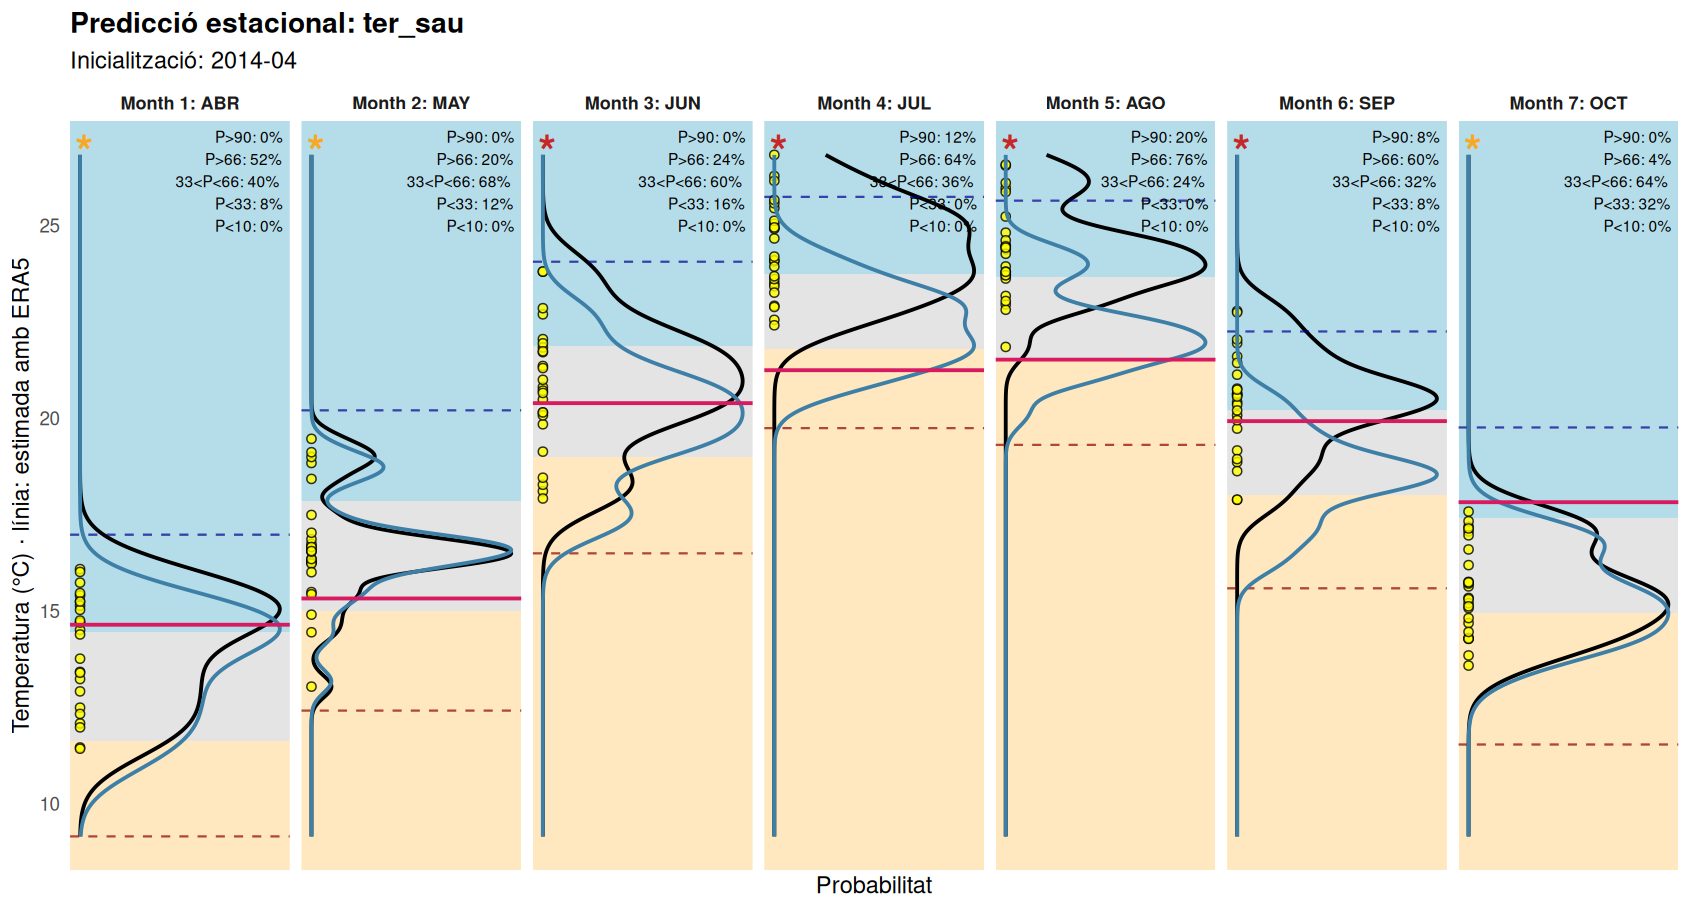 Predicció estacional: ter_sau
Inicialització: 2014-04
Month 1: ABR
Month 2: MAY
Month 3: JUN
Month 4: JUL
Month 5: AGO
Month 6: SEP
Month 7: OCT
*
P>90: 0%
P>66: 52%
33<P<66: 40%
P<33: 8%
P<10: 0%
*
P>90: 0%
P>66: 20%
33<P<66: 68%
P<33: 12%
P<10: 0%
*
P>90: 0%
P>66: 24%
33<P<66: 60%
P<33: 16%
P<10: 0%
*
P>90: 12%
P>66: 64%
33<P<66: 36%
P<33: 0%
P<10: 0%
*
P>90: 20%
P>66: 76%
33<P<66: 24%
P<33: 0%
P<10: 0%
*
P>90: 8%
P>66: 60%
33<P<66: 32%
P<33: 8%
P<10: 0%
*
P>90: 0%
P>66: 4%
33<P<66: 64%
P<33: 32%
P<10: 0%
25
20
15
10
Temperatura (°C) · línia: estimada amb ERA5
Probabilitat